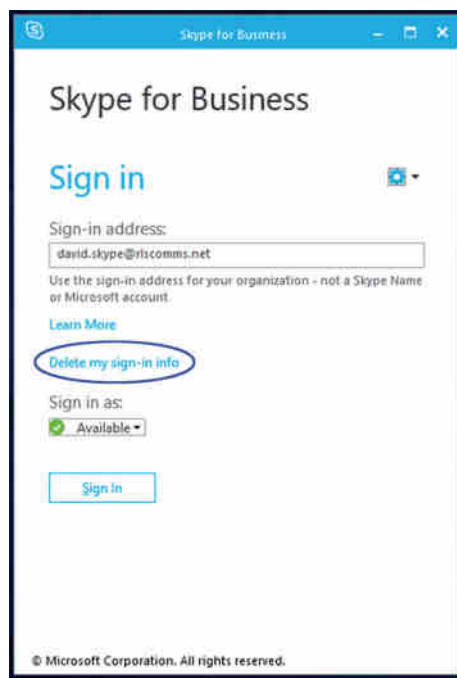 Skype for Business
Skype for Business
Sign in
Sign-in address:
david.skype@riscomms.net
Use the sign-in address for your organization - not a Skype Name
or Microsoft account
Learn More
Delete my sign-in info
Sign in as:
Available
Sign In
© Microsoft Corporation. All rights reserved.